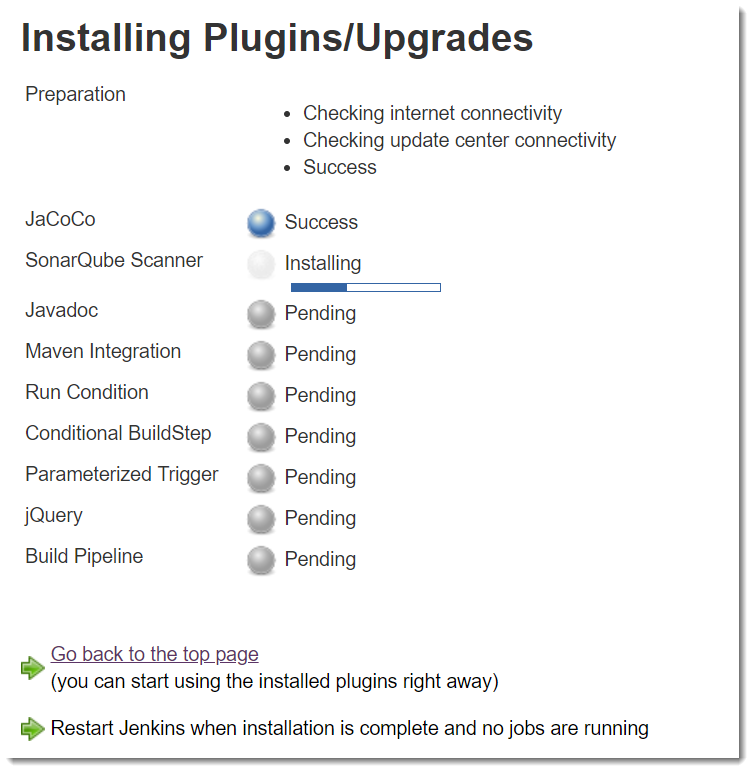 Installing Plugins/Upgrades
Preparation
Checking internet connectivity
Checking update center connectivity
Success
JaCoCo Success
SonarQube Scanner Installing
Javadoc Pending
Maven Integration Pending
Run Condition Pending
Conditional BuildStep Pending
Parameterized Trigger Pending
jQuery Pending
Build Pipeline Pending
Go back to the top page
(you can start using the installed plugins right away)
Restart Jenkins when installation is complete and no jobs are running